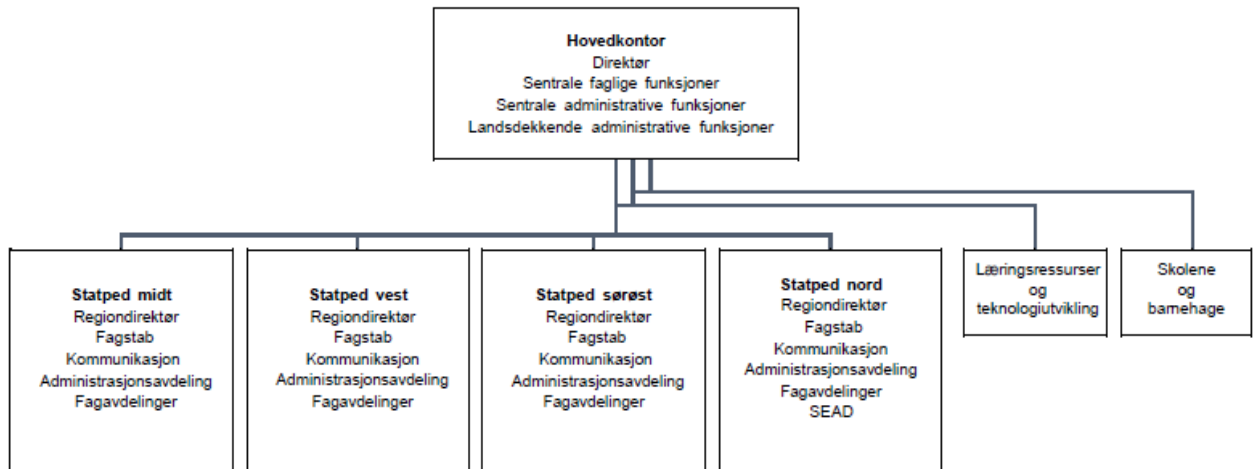 Hovedkontor
Direktør
Sentrale faglige funksjoner
Sentrale administrative funksjoner
Landsdekkende administrative funksjoner
Statped midt
Regiondirektør
Fagstab
Kommunikasjon
Administrasjonsavdeling
Fagavdelinger
Statped vest
Regiondirektør
Fagstab
Kommunikasjon
Administrasjonsavdeling
Fagavdelinger
Statped sørøst
Regiondirektør
Fagstab
Kommunikasjon
Administrasjonsavdeling
Fagavdelinger
Statped nord
Regiondirektør
Fagstab
Kommunikasjon
Administrasjonsavdeling
Fagavdelinger
SEAD
Læringsressurser
og
teknologiutvikling
Skolene
og
barnehage